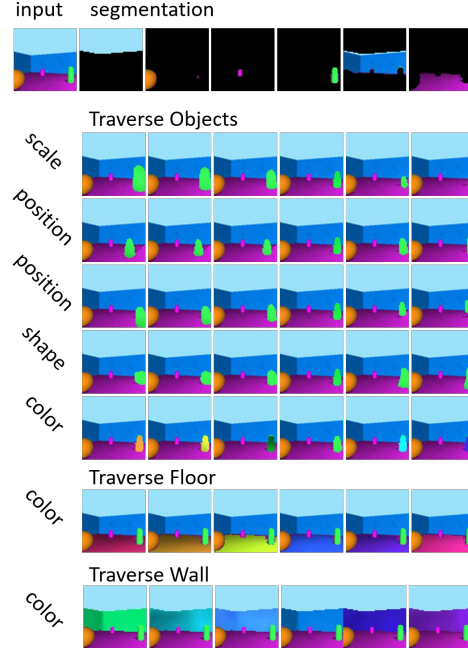 input segmentation
Traverse Objects
scale
position
position
shape
color
Traverse Floor
color
Traverse Wall
color